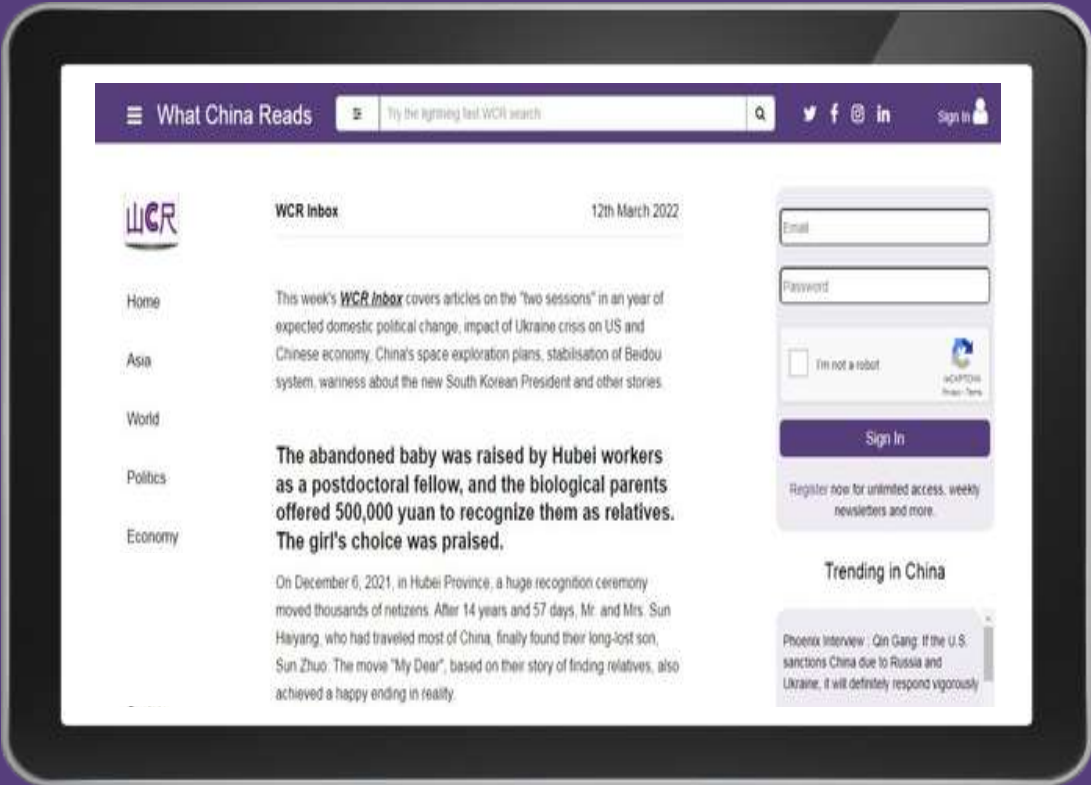 What China Reads
Try the lightning fast WCR search
Sign In
WCR
Home
Asia
World
Politics
Economy
WCR Inbox 12th March 2022
This week's WCR Inbox covers articles on the "two sessions" in an year of
expected domestic political change, impact of Ukraine crisis on US and
Chinese economy, China's space exploration plans, stabilisation of Beidou
system, wariness about the new South Korean President and other stories.
The abandoned baby was raised by Hubei workers
as a postdoctoral fellow, and the biological parents
offered 500,000 yuan to recognize them as relatives.
The girl's choice was praised.
On December 6, 2021, in Hubei Province, a huge recognition ceremony
moved thousands of netizens. After 14 years and 57 days, Mr. and Mrs. Sun
Haiyang, who had traveled most of China, finally found their long-lost son,
Sun Zhuo. The movie "My Dear", based on their story of finding relatives, also
achieved a happy ending in reality.
Email
Password
I'm not a robot
reCAPTCHA
Privacy - Terms
Sign In
Register now for unlimited access, weekly
newsletters and more.
Trending in China
Phoenix Interview : Qin Gang: If the U.S.
sanctions China due to Russia and
Ukraine, it will definitely respond vigorously